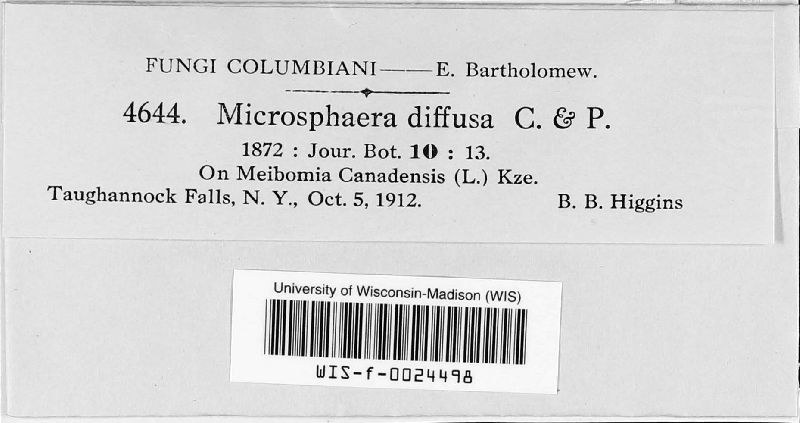 FUNGI COLUMBIANI——E. Bartholomew.
4644. Microsphaera diffusa C. & P.
1872 : Jour. Bot. 10 : 13.
On Meibomia Canadensis (L.) Kze.
Taughannock Falls, N. Y., Oct. 5, 1912. B. B. Higgins
University of Wisconsin-Madison (WIS)
WIS-f-0024498